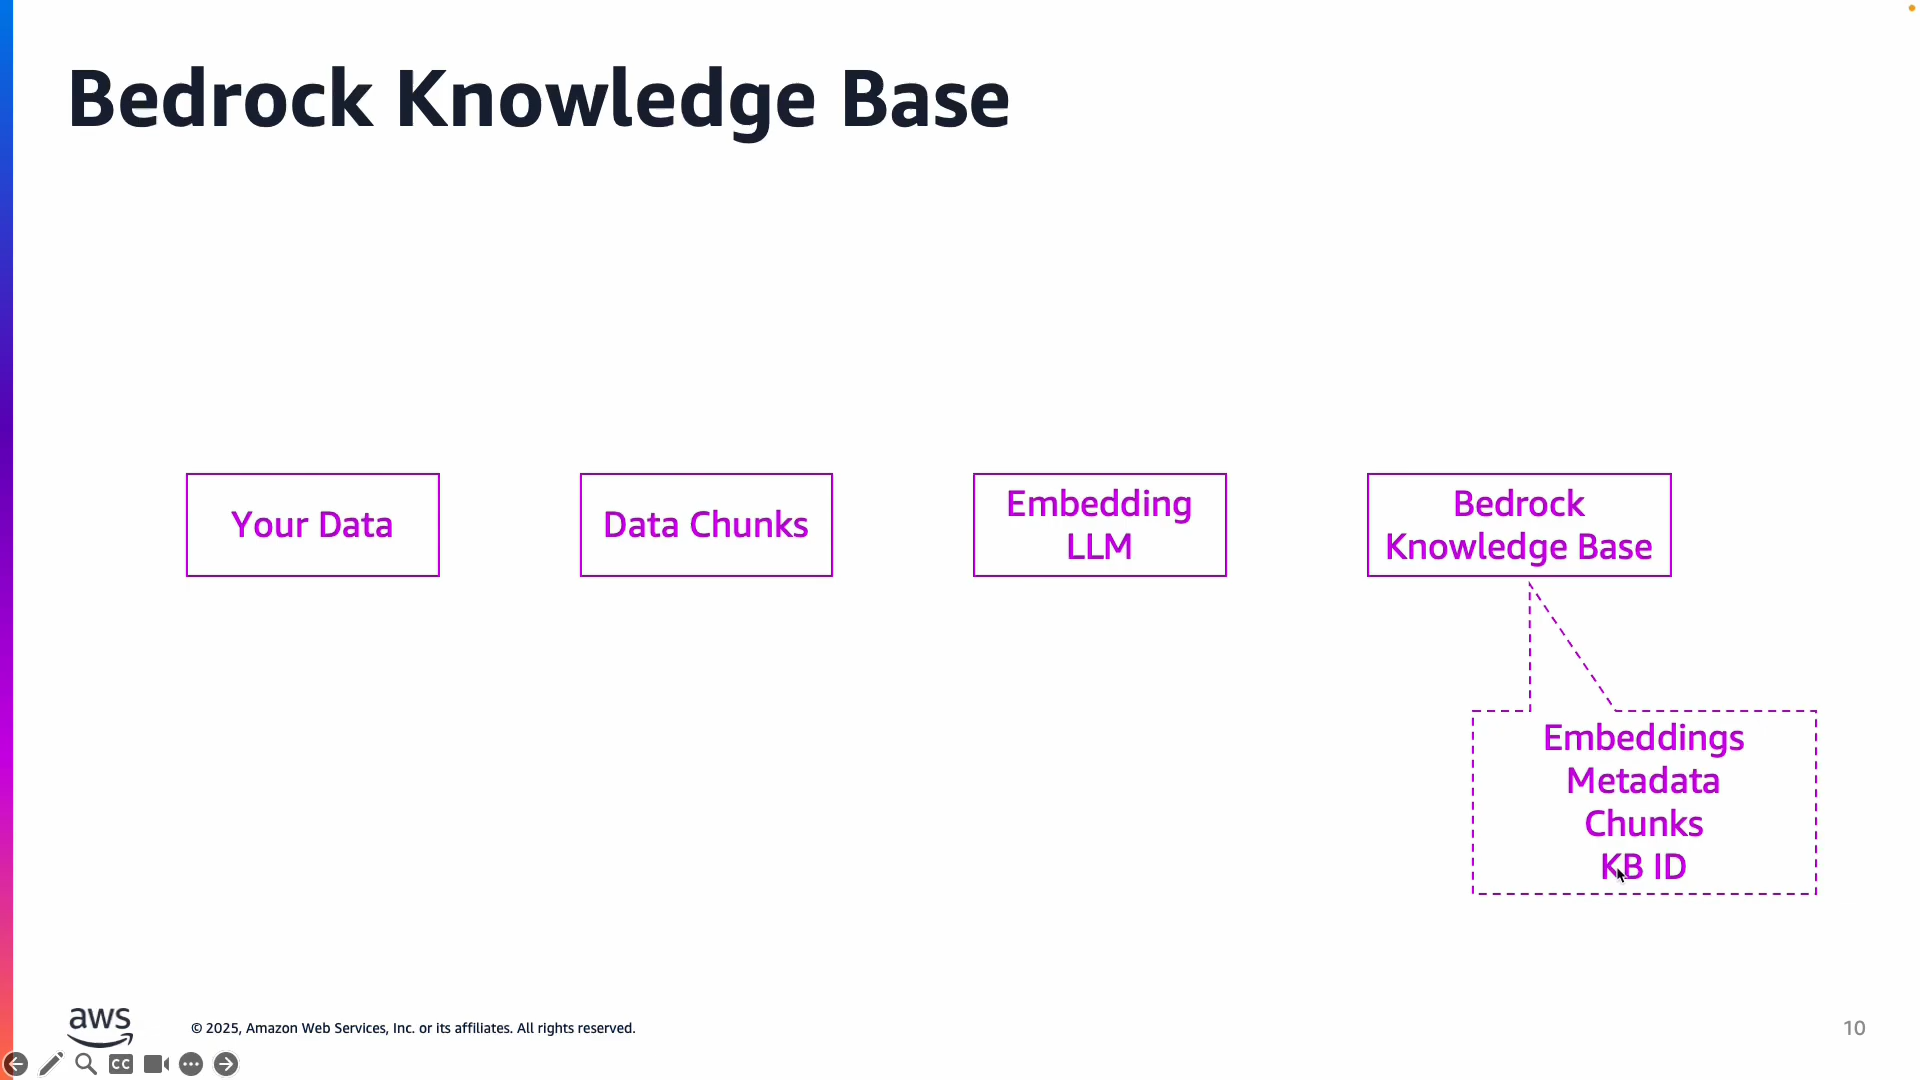 Bedrock Knowledge Base
Your Data
Data Chunks
Embedding
LLM
Bedrock
Knowledge Base
Embeddings
Metadata
Chunks
KB ID
aws
© 2025, Amazon Web Services, Inc. or its affiliates. All rights reserved.
10
CC